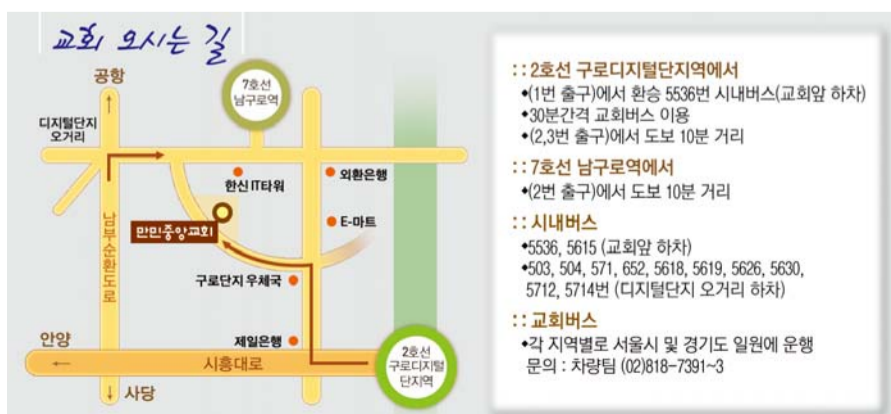 교회 오시는 길
공항
7호선
남구로역
디지털단지
오거리
한신IT타워
외환은행
E-마트
만민중앙교회
남부순환도로
구로단지 우체국
제일은행
안양
시흥대로
2호선
구로디지털
단지역
사당
::2호선 구로디지털단지역에서
◆(1번 출구)에서 환승 5536번 시내버스(교회앞 하차)
◆30분간격 교회버스 이용
◆(2,3번 출구)에서 도보 10분 거리
::7호선 남구로역에서
◆(2번 출구)에서 도보 10분 거리
::시내버스
◆5536, 5615 (교회앞 하차)
◆503, 504, 571, 652, 5618, 5619, 5626, 5630,
5712, 5714번 (디지털단지 오거리 하차)
::교회버스
◆각 지역별로 서울시 및 경기도 일원에 운행
문의 : 차량팀 (02)818-7391~3